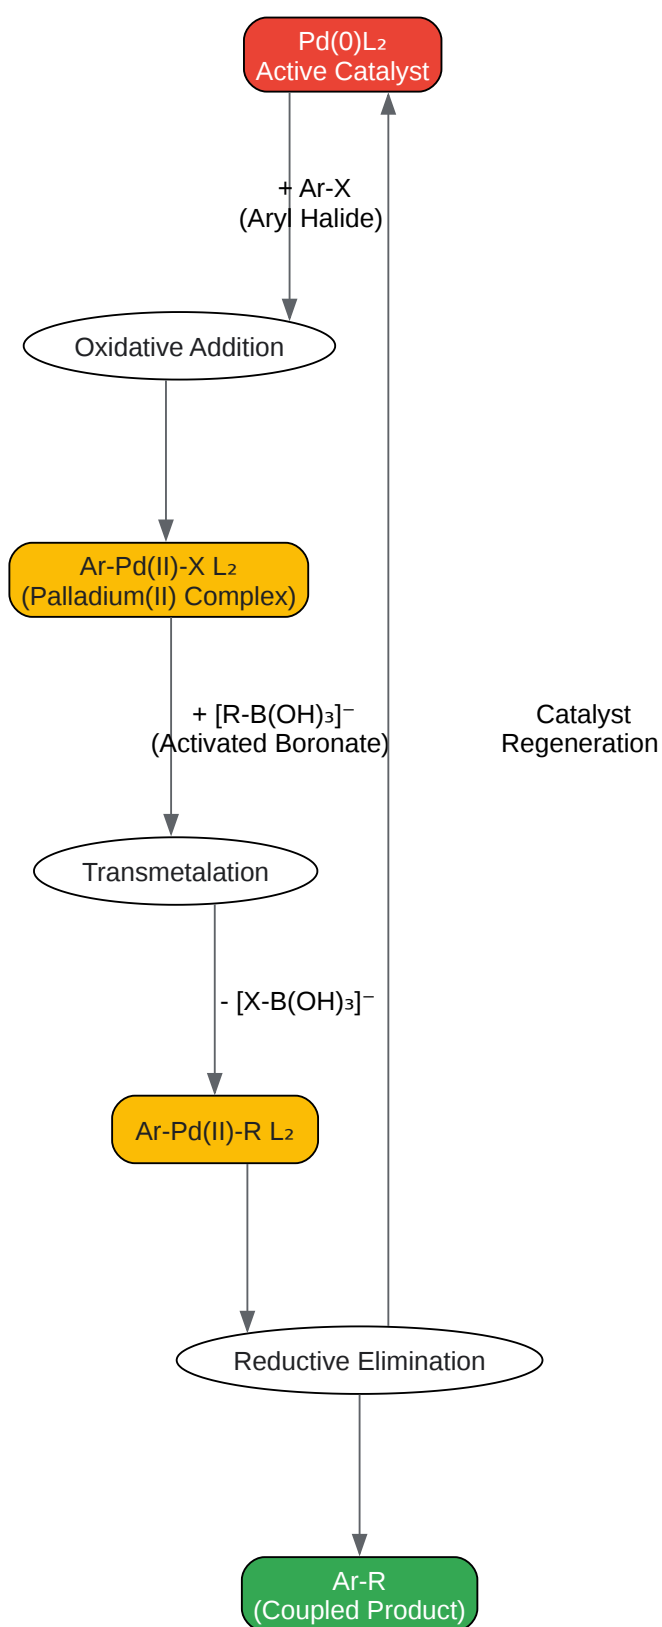 Pd(0)L₂
Active Catalyst
+ Ar-X
(Aryl Halide)
Oxidative Addition
Ar-Pd(II)-X L₂
(Palladium(II) Complex)
+ [R-B(OH)₃]⁻
(Activated Boronate)
Catalyst
Regeneration
Transmetalation
- [X-B(OH)₃]⁻
Ar-Pd(II)-R L₂
Reductive Elimination
Ar-R
(Coupled Product)